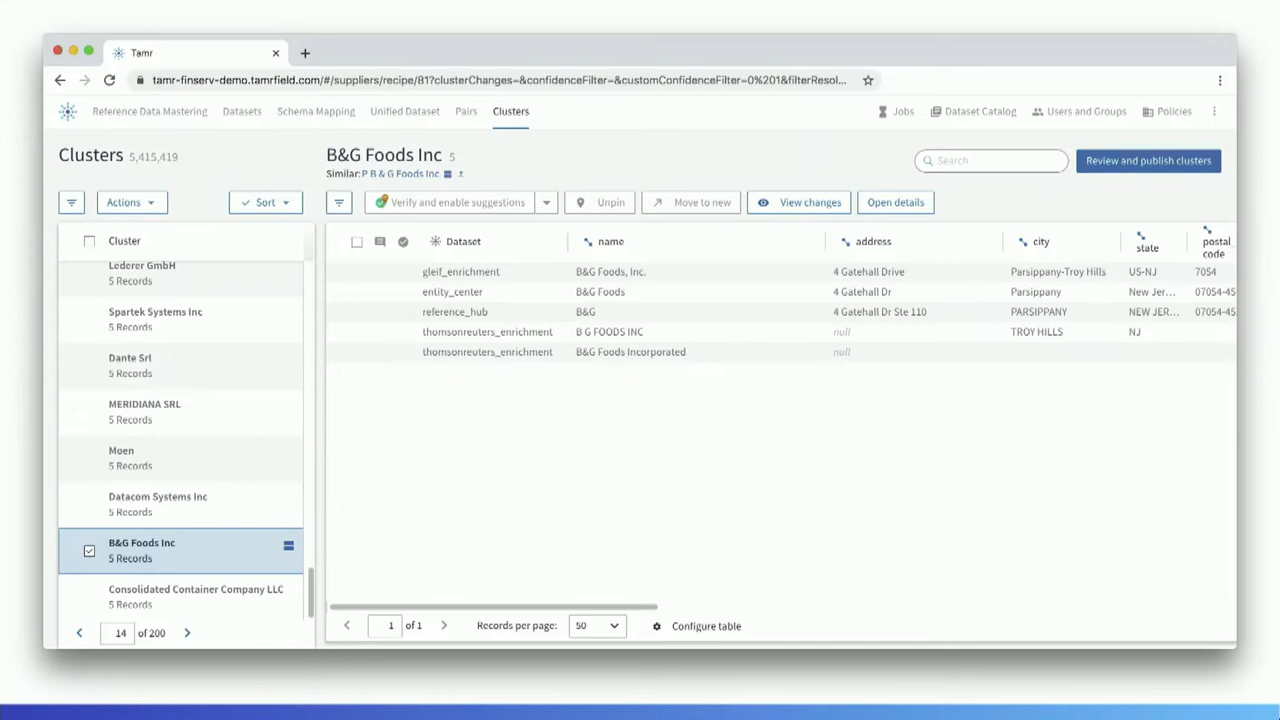 Tamr
tamr-finserv-demo.tamrfield.com/#/suppliers/recipe/81?clusterChanges=&confidenceFilter=&customConfidenceFilter=0%201&filterResol...
Reference Data Mastering Datasets Schema Mapping Unified Dataset Pairs Clusters Jobs Dataset Catalog Users and Groups Policies
Clusters 5,415,419
B&G Foods Inc 5
Similar: P B & G Foods Inc
Search
Review and publish clusters
Actions Sort
Verify and enable suggestions Unpin Move to new View changes Open details
Cluster
Lederer GmbH
5 Records
Spartek Systems Inc
5 Records
Dante Srl
5 Records
MERIDIANA SRL
5 Records
Moen
5 Records
Datacom Systems Inc
5 Records
B&G Foods Inc
5 Records
Consolidated Container Company LLC
5 Records
14 of 200
Dataset name address city state postal code
gleif_enrichment B&G Foods, Inc. 4 Gatehall Drive Parsippany-Troy Hills US-NJ 7054
entity_center B&G Foods 4 Gatehall Dr Parsippany New Jer... 07054-45
reference_hub B&G 4 Gatehall Dr Ste 110 PARSIPPANY NEW JER... 07054-45
thomsonreuters_enrichment B G FOODS INC null TROY HILLS NJ
thomsonreuters_enrichment B&G Foods Incorporated null
1 of 1 Records per page: 50 Configure table